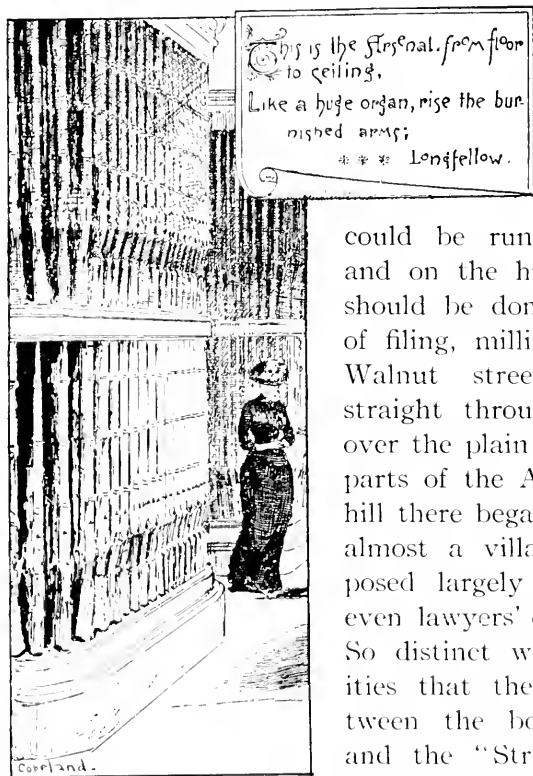 This is the Arsenal. from floor
to ceiling,
Like a huge organ, rise the bur-
nished arms;
* * * Longfellow.
could be run
and on the h
should be don
of filing, milli
Walnut stree
straight throu
over the plain
parts of the A
hill there bega
almost a villa
posed largely
even lawyers'
So distinct w
ities that the
tween the bo
and the "Str
Copeland.